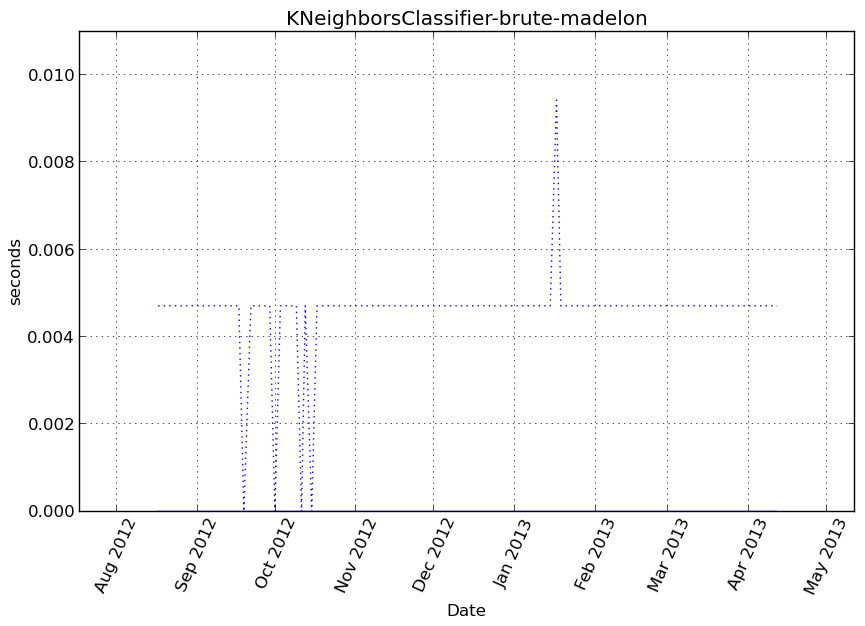 KNeighborsClassifier-brute-madelon
0.010
0.008
0.006
0.004
0.002
0.000
seconds
Aug 2012
Sep 2012
Oct 2012
Nov 2012
Dec 2012
Jan 2013
Feb 2013
Mar 2013
Apr 2013
May 2013
Date